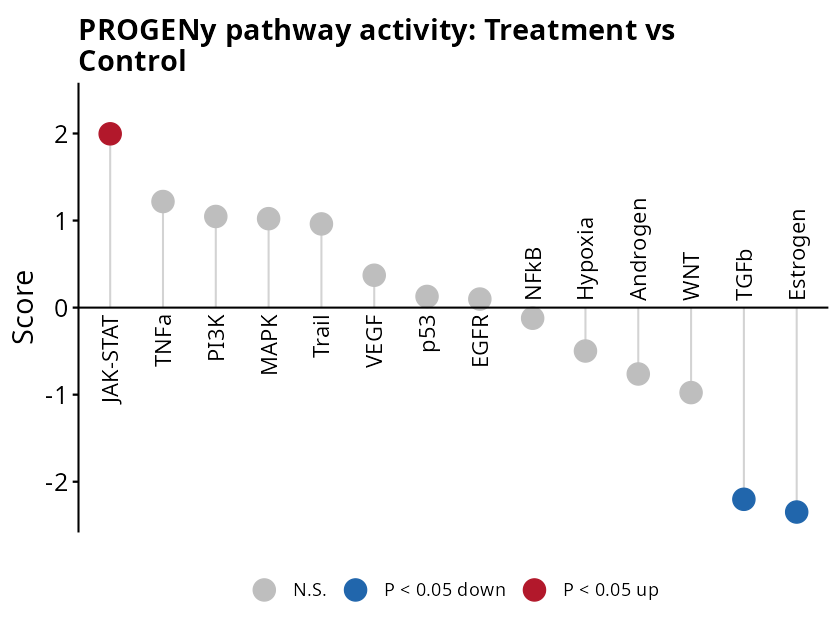 PROGENy pathway activity: Treatment vs
Control
Score
2
1
0
-1
-2
JAK-STAT
TNFa
PI3K
MAPK
Trail
VEGF
p53
EGFR
NFkB
Hypoxia
Androgen
WNT
TGFb
Estrogen
N.S.
P < 0.05 down
P < 0.05 up